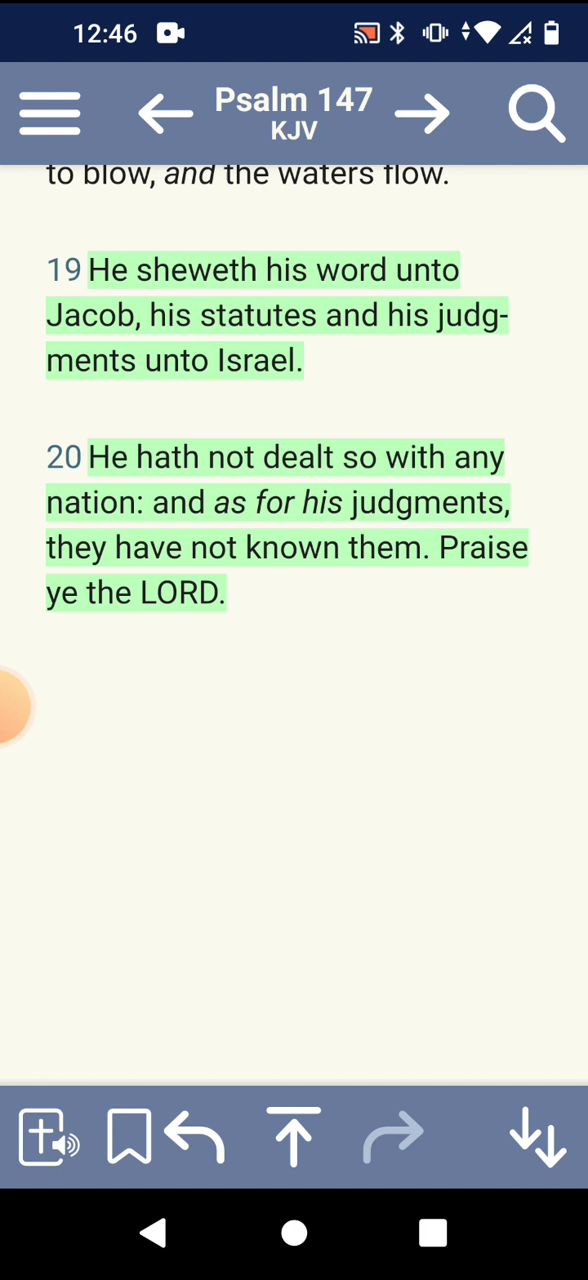 12:46
Psalm 147
KJV
to blow, and the waters flow.
19 He sheweth his word unto
Jacob, his statutes and his judg-
ments unto Israel.
20 He hath not dealt so with any
nation: and as for his judgments,
they have not known them. Praise
ye the LORD.